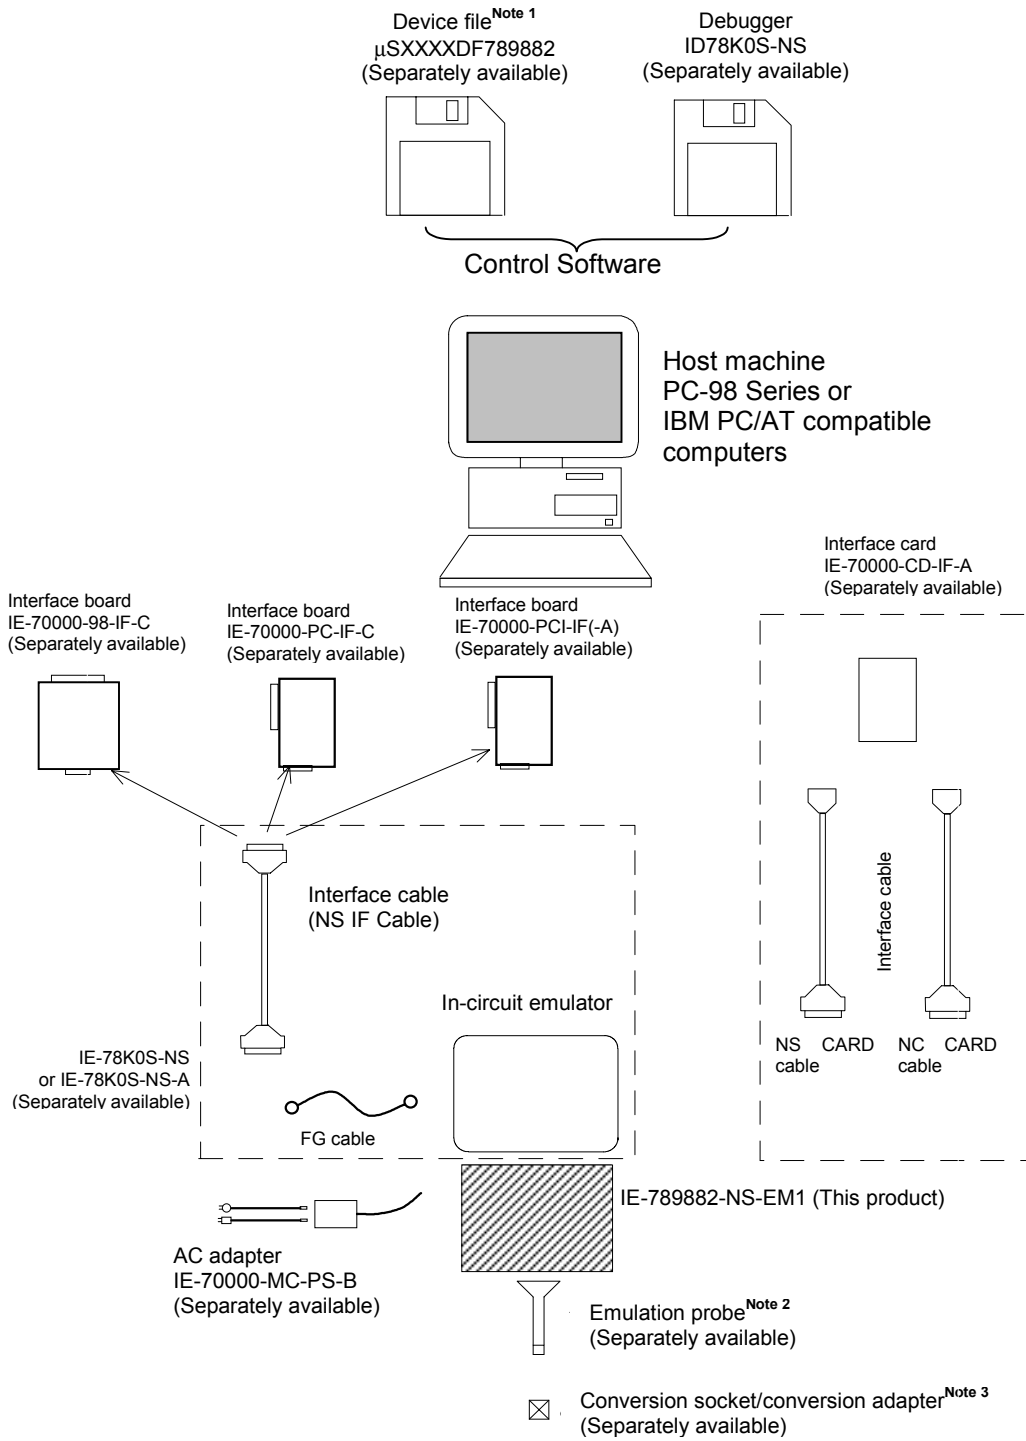 Device file Note 1
µSXXXXDF789882
(Separately available)
Debugger
ID78K0S-NS
(Separately available)
Control Software
Host machine
PC-98 Series or
IBM PC/AT compatible
computers
Interface card
IE-70000-CD-IF-A
(Separately available)
Interface board
IE-70000-98-IF-C
(Separately available)
Interface board
IE-70000-PC-IF-C
(Separately available)
Interface board
IE-70000-PCI-IF(-A)
(Separately available)
Interface cable
(NS IF Cable)
Interface cable
In-circuit emulator
NS CARD
cable
NC CARD
cable
IE-78K0S-NS
or IE-78K0S-NS-A
(Separately available)
FG cable
IE-789882-NS-EM1 (This product)
AC adapter
IE-70000-MC-PS-B
(Separately available)
Emulation probe Note 2
(Separately available)
Conversion socket/conversion adapter Note 3
(Separately available)